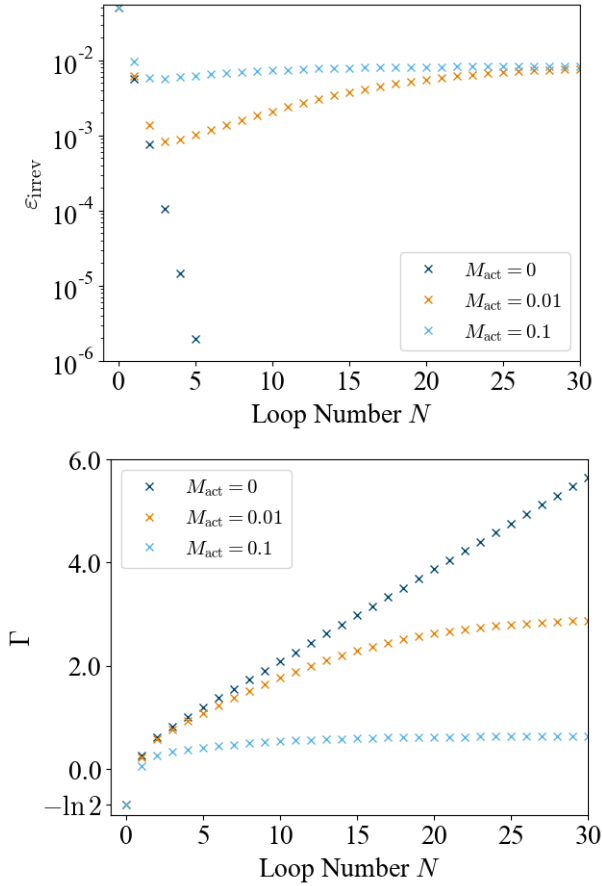 10⁻²
10⁻³
10⁻⁴
10⁻⁵
10⁻⁶
ε_irrev
M_act = 0
M_act = 0.01
M_act = 0.1
0 5 10 15 20 25 30
Loop Number N
6.0
4.0
2.0
0.0
−ln 2
Γ
M_act = 0
M_act = 0.01
M_act = 0.1
0 5 10 15 20 25 30
Loop Number N